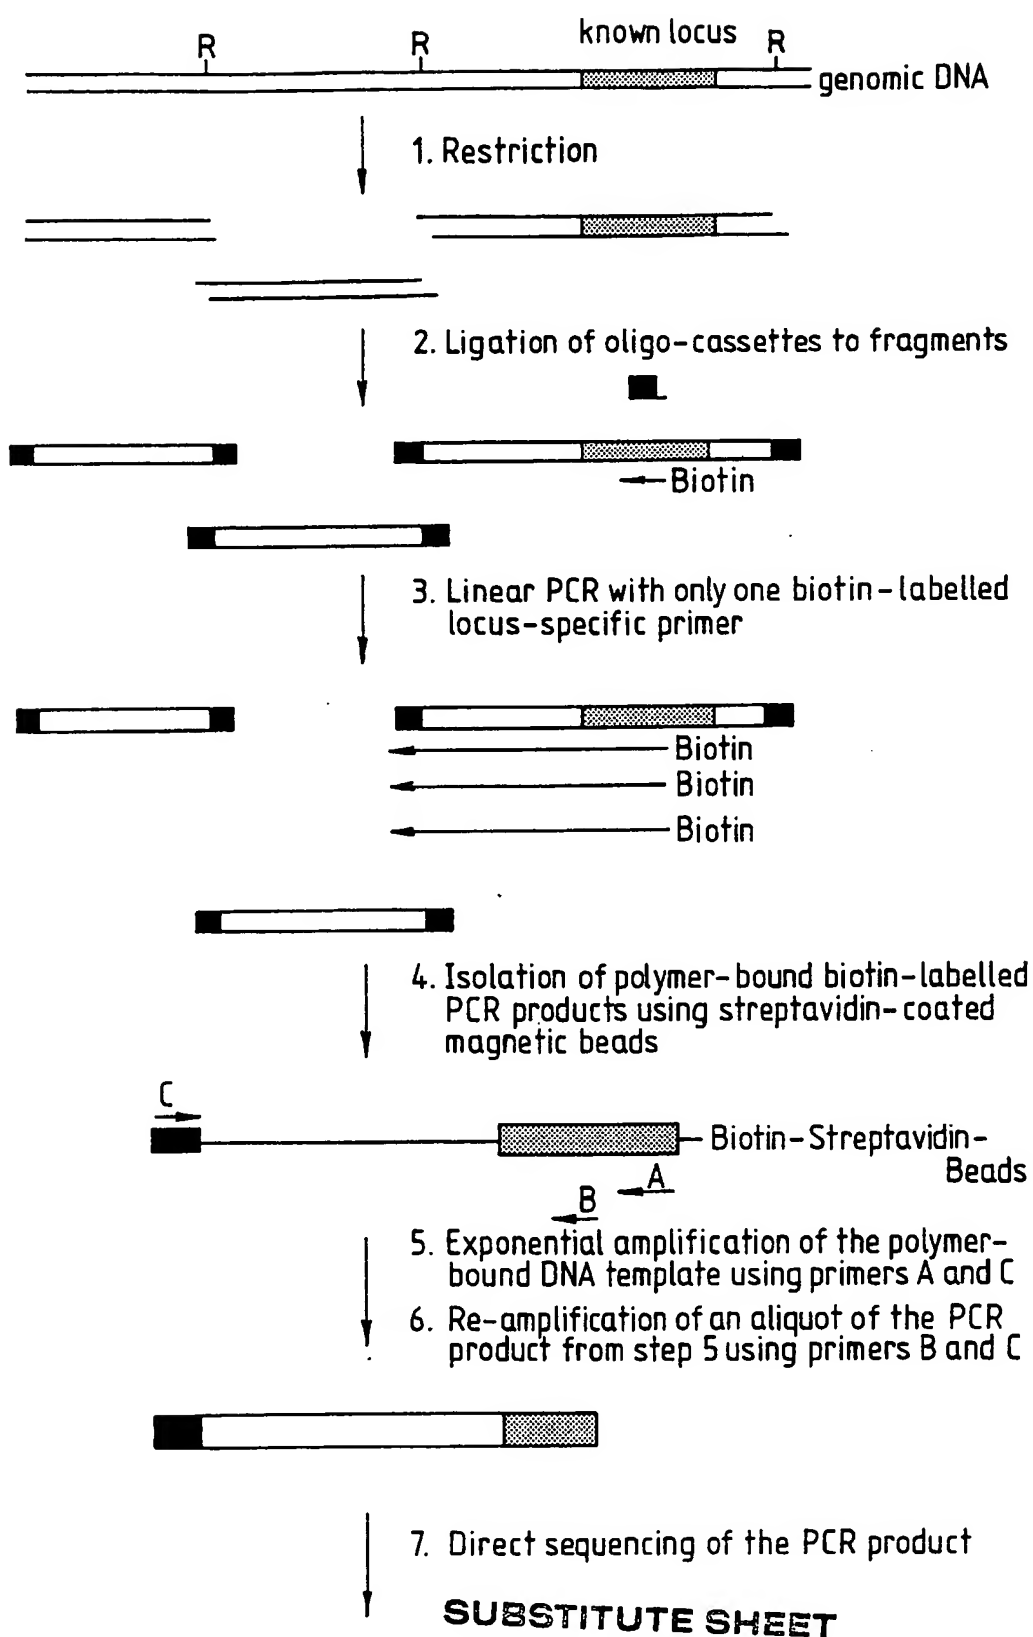 known locus
R R R
genomic DNA
1. Restriction
2. Ligation of oligo-cassettes to fragments
Biotin
3. Linear PCR with only one biotin-labelled
locus-specific primer
Biotin
Biotin
Biotin
4. Isolation of polymer-bound biotin-labelled
PCR products using streptavidin-coated
magnetic beads
C
Biotin-Streptavidin-
Beads
A
B
5. Exponential amplification of the polymer-
bound DNA template using primers A and C
6. Re-amplification of an aliquot of the PCR
product from step 5 using primers B and C
7. Direct sequencing of the PCR product
SUBSTITUTE SHEET